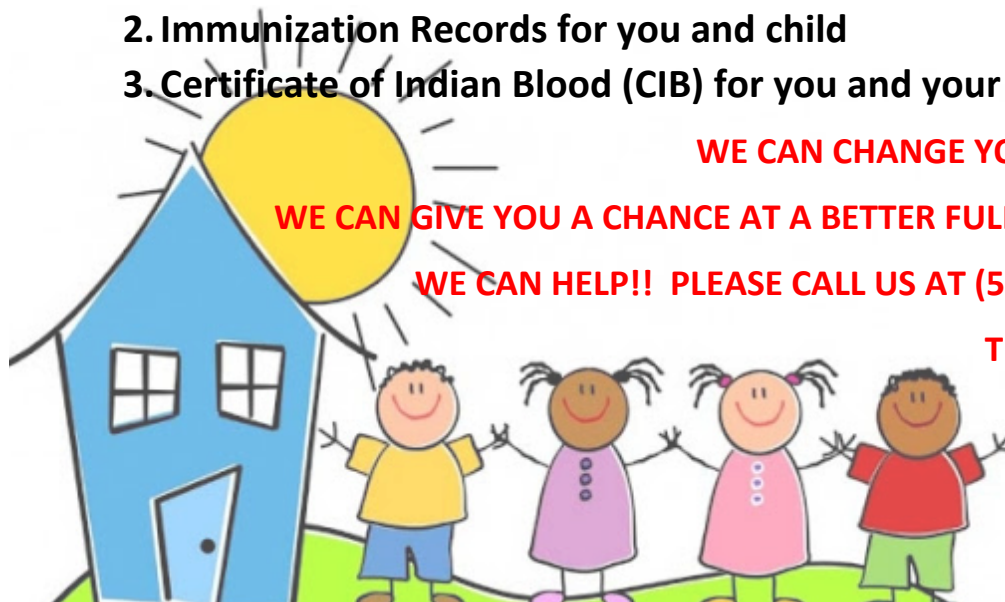 2. Immunization Records for you and child
3. Certificate of Indian Blood (CIB) for you and your
WE CAN CHANGE YO
WE CAN GIVE YOU A CHANCE AT A BETTER FULL
WE CAN HELP!! PLEASE CALL US AT (5
T